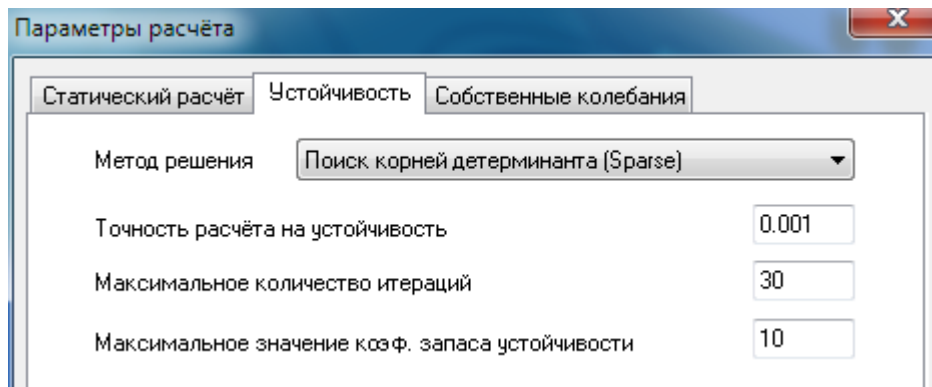 Параметры расчёта
Статический расчёт Устойчивость Собственные колебания
Метод решения Поиск корней детерминанта (Sparse)
Точность расчёта на устойчивость 0.001
Максимальное количество итераций 30
Максимальное значение коэф. запаса устойчивости 10